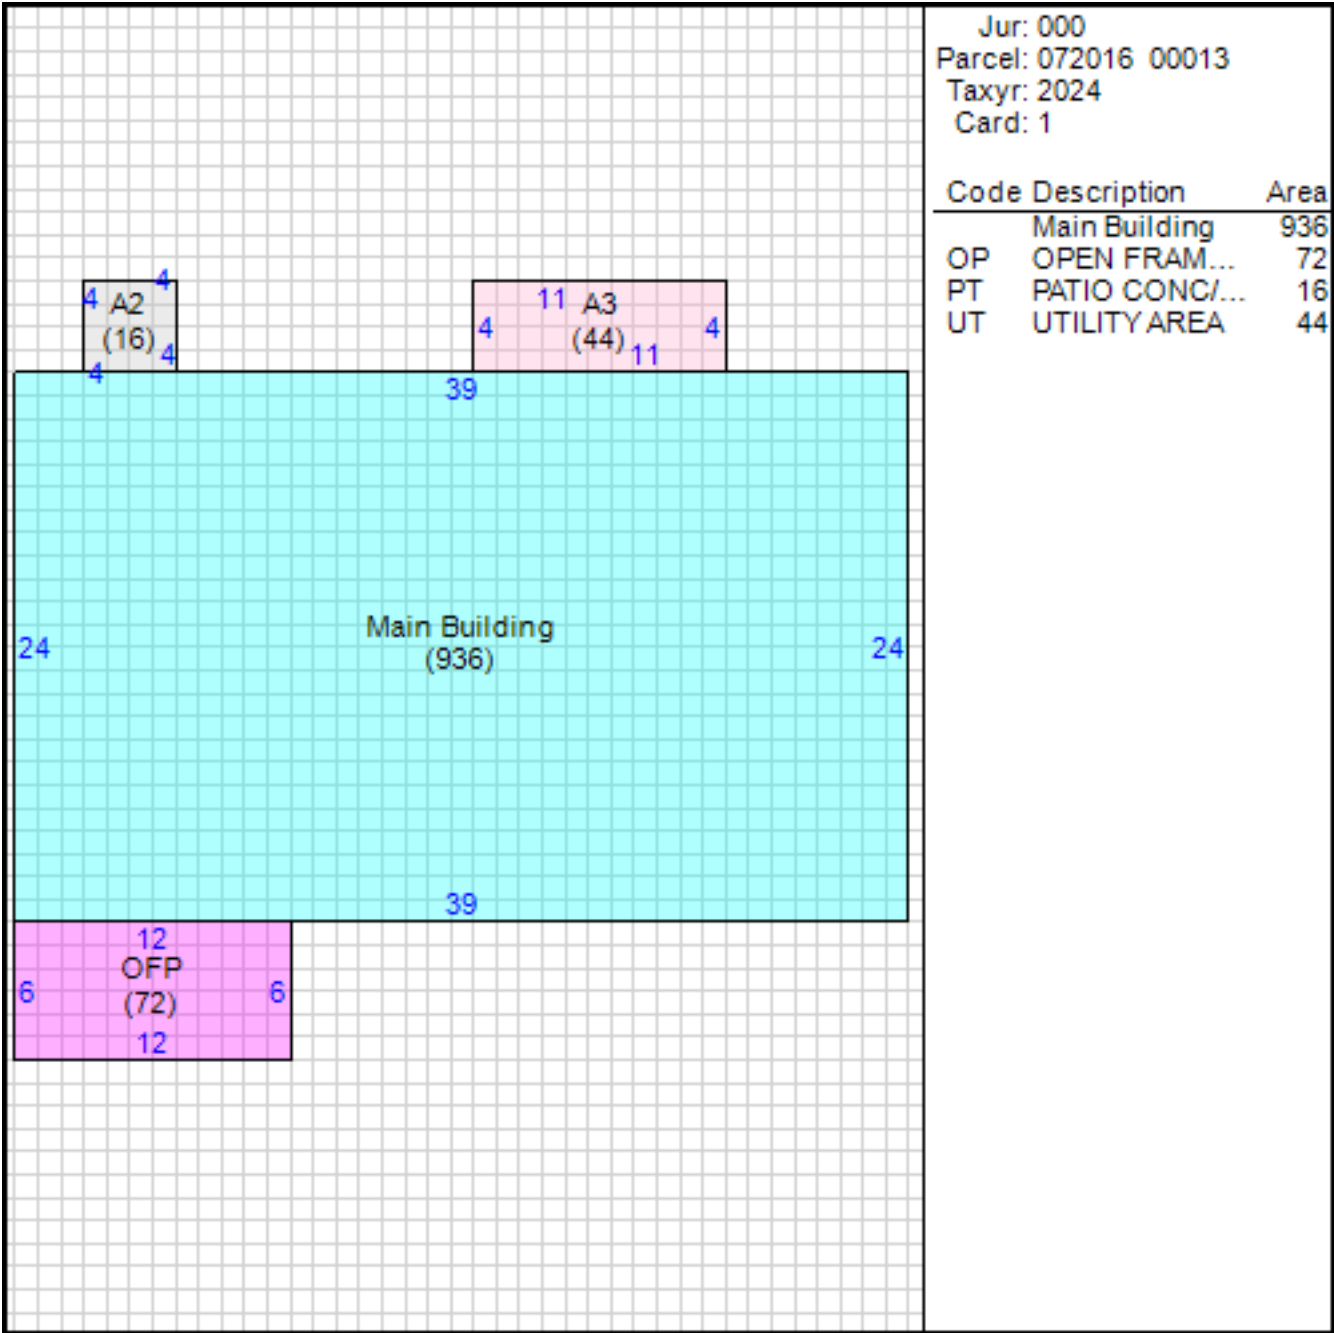 Jur: 000
Parcel: 072016 00013
Taxyr: 2024
Card: 1
Code Description Area
Main Building 936
OP OPEN FRAM... 72
PT PATIO CONC/... 16
UT UTILITY AREA 44
4
4 A2
(16) 4
4
11 A3
4 (44) 4
11
39
Main Building
(936)
24 24
39
12
OFP
6 (72) 6
12